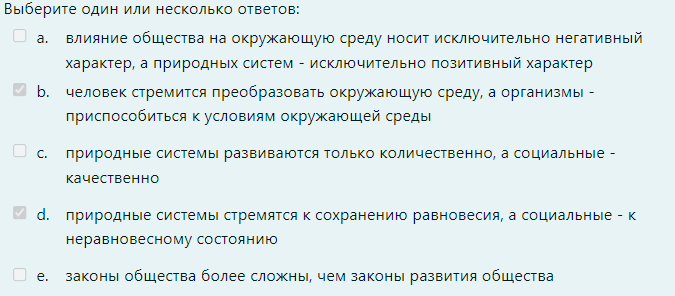 Выберите один или несколько ответов:
a. влияние общества на окружающую среду носит исключительно негативный
характер, а природных систем - исключительно позитивный характер
b. человек стремится преобразовать окружающую среду, а организмы -
приспособиться к условиям окружающей среды
c. природные системы развиваются только количественно, а социальные -
качественно
d. природные системы стремятся к сохранению равновесия, а социальные - к
неравновесному состоянию
e. законы общества более сложны, чем законы развития общества